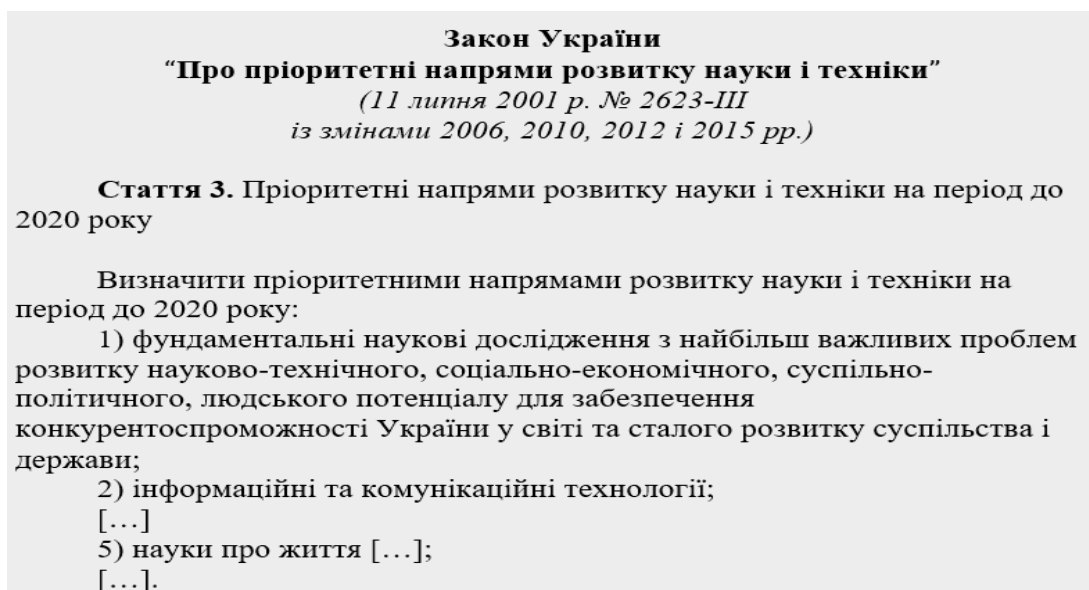 Закон України
“Про пріоритетні напрями розвитку науки і техніки”
(11 липня 2001 р. № 2623-III
із змінами 2006, 2010, 2012 і 2015 рр.)
Стаття 3. Пріоритетні напрями розвитку науки і техніки на період до
2020 року
Визначити пріоритетними напрямами розвитку науки і техніки на
період до 2020 року:
1) фундаментальні наукові дослідження з найбільш важливих проблем
розвитку науково-технічного, соціально-економічного, суспільно-
політичного, людського потенціалу для забезпечення
конкурентоспроможності України у світі та сталого розвитку суспільства і
держави;
2) інформаційні та комунікаційні технології;
[…]
5) науки про життя […];
[…].